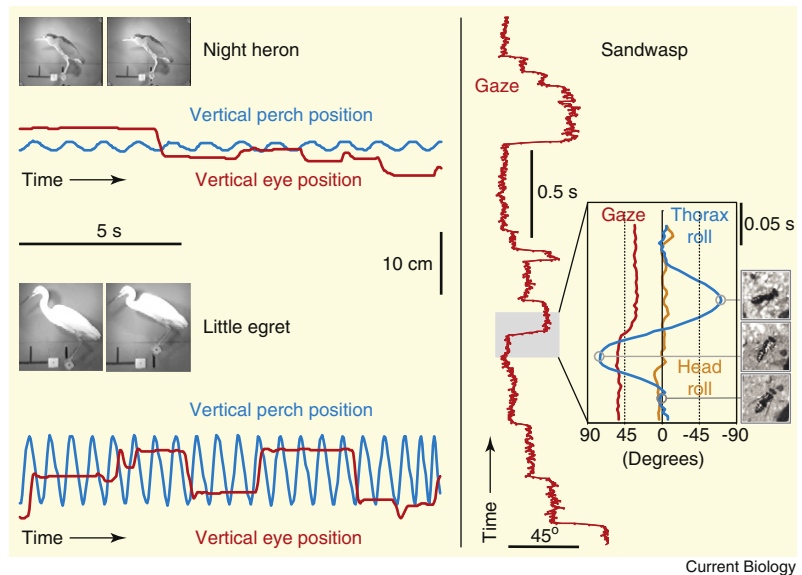 Night heron
Vertical perch position
Time
Vertical eye position
5 s
10 cm
Little egret
Vertical perch position
Time
Vertical eye position
Sandwasp
Gaze
0.5 s
Gaze
Thorax
roll
0.05 s
Head
roll
90 45 0 -45 -90
(Degrees)
Time
45°
Current Biology